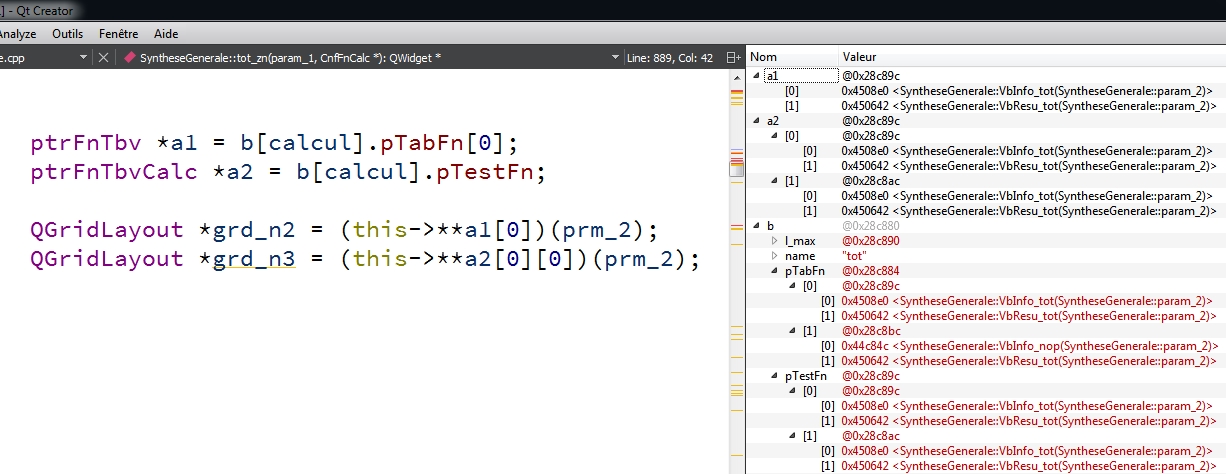 ] - Qt Creator
Analyze Outils Fenêtre Aide
e.cpp SyntheseGenerale::tot_zn(param_1, CnfFnCalc *): QWidget * Line: 889, Col: 42
ptrFnTbv *a1 = b[calcul].pTabFn[0];
ptrFnTbvCalc *a2 = b[calcul].pTestFn;
QGridLayout *grd_n2 = (this->**a1[0])(prm_2);
QGridLayout *grd_n3 = (this->**a2[0][0])(prm_2);
Nom Valeur
a1 @0x28c89c
[0] 0x4508e0 <SyntheseGenerale::VbInfo_tot(SyntheseGenerale::param_2)>
[1] 0x450642 <SyntheseGenerale::VbResu_tot(SyntheseGenerale::param_2)>
a2 @0x28c89c
[0] @0x28c89c
[0] 0x4508e0 <SyntheseGenerale::VbInfo_tot(SyntheseGenerale::param_2)>
[1] 0x450642 <SyntheseGenerale::VbResu_tot(SyntheseGenerale::param_2)>
[1] @0x28c8ac
[0] 0x4508e0 <SyntheseGenerale::VbInfo_tot(SyntheseGenerale::param_2)>
[1] 0x450642 <SyntheseGenerale::VbResu_tot(SyntheseGenerale::param_2)>
b @0x28c880
l_max @0x28c890
name "tot"
pTabFn @0x28c884
[0] @0x28c89c
[0] 0x4508e0 <SyntheseGenerale::VbInfo_tot(SyntheseGenerale::param_2)>
[1] 0x450642 <SyntheseGenerale::VbResu_tot(SyntheseGenerale::param_2)>
[1] @0x28c8bc
[0] 0x44c84c <SyntheseGenerale::VbInfo_nop(SyntheseGenerale::param_2)>
[1] 0x450642 <SyntheseGenerale::VbResu_tot(SyntheseGenerale::param_2)>
pTestFn @0x28c89c
[0] @0x28c89c
[0] 0x4508e0 <SyntheseGenerale::VbInfo_tot(SyntheseGenerale::param_2)>
[1] 0x450642 <SyntheseGenerale::VbResu_tot(SyntheseGenerale::param_2)>
[1] @0x28c8ac
[0] 0x4508e0 <SyntheseGenerale::VbInfo_tot(SyntheseGenerale::param_2)>
[1] 0x450642 <SyntheseGenerale::VbResu_tot(SyntheseGenerale::param_2)>